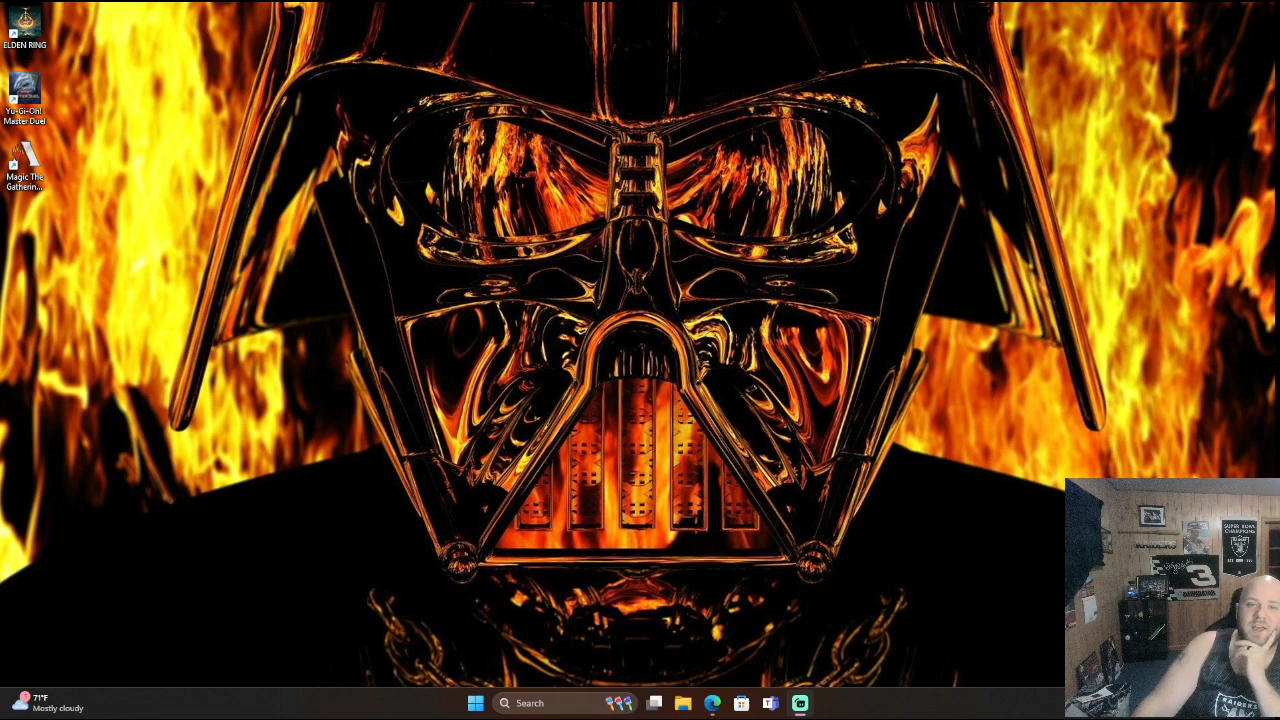 ELDEN RING
Yu-Gi-Oh!
Master Duel
Magic The
Gatherin...
SUPER BOWL
CHAMPIONS
3
RAIDERS
71°F
Mostly cloudy
Search